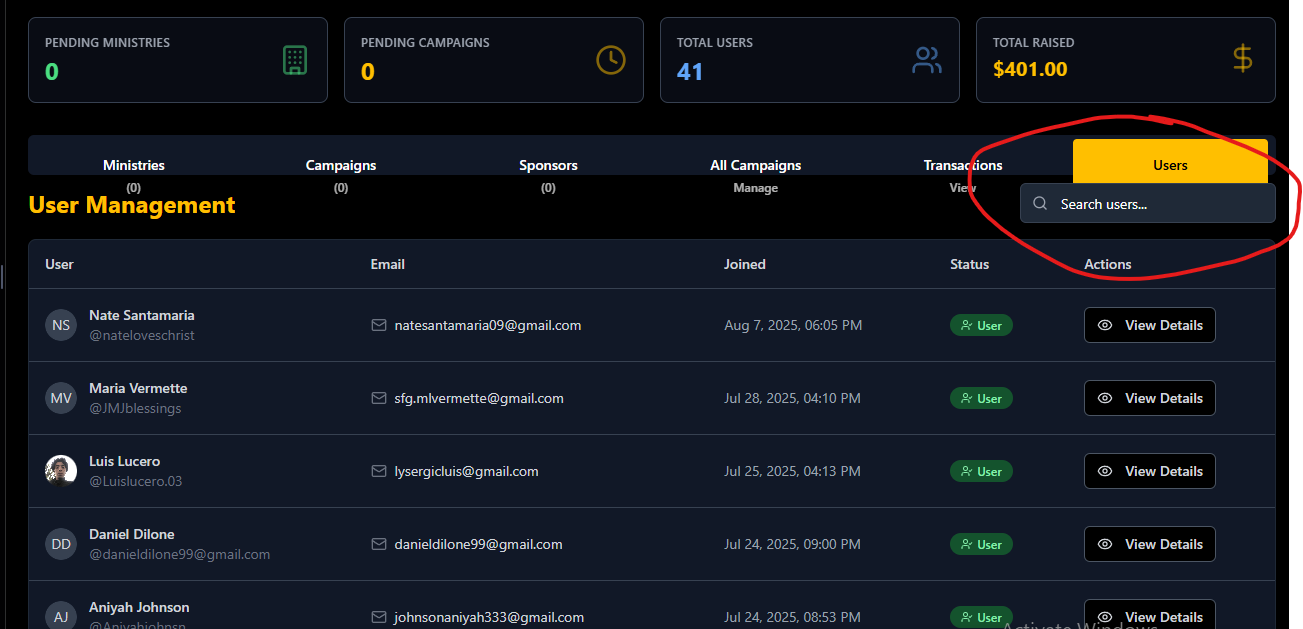 PENDING MINISTRIES
0
PENDING CAMPAIGNS
0
TOTAL USERS
41
TOTAL RAISED
$401.00
Ministries
(0)
Campaigns
(0)
Sponsors
(0)
All Campaigns
Manage
Transactions
View
Users
User Management
Search users...
User Email Joined Status Actions
NS Nate Santamaria
@nateloveschrist
natesantamaria09@gmail.com Aug 7, 2025, 06:05 PM User View Details
MV Maria Vermette
@JMJblessings
sfg.mlvermette@gmail.com Jul 28, 2025, 04:10 PM User View Details
Luis Lucero
@Luislucero.03
lysergicluis@gmail.com Jul 25, 2025, 04:13 PM User View Details
DD Daniel Dilone
@danieldilone99@gmail.com
danieldilone99@gmail.com Jul 24, 2025, 09:00 PM User View Details
AJ Aniyah Johnson
johnsonaniyah333@gmail.com Jul 24, 2025, 08:53 PM User View Details
Activate Windows